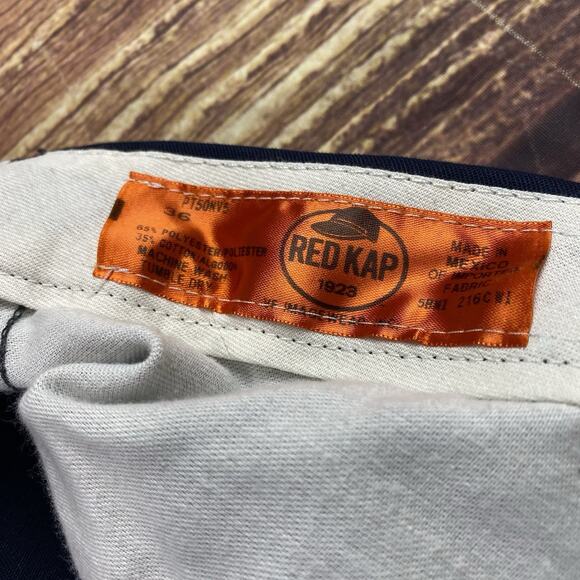 PT50NV5
36
65% POLYESTER/POLIESTER
35% COTTON/ALGODON
MACHINE WASH
TUMBLE DRY
RED KAP
1923
VF IMAGEWEAR, INC.
MADE IN
MEXICO
OF IMPORTED
FABRIC
216C